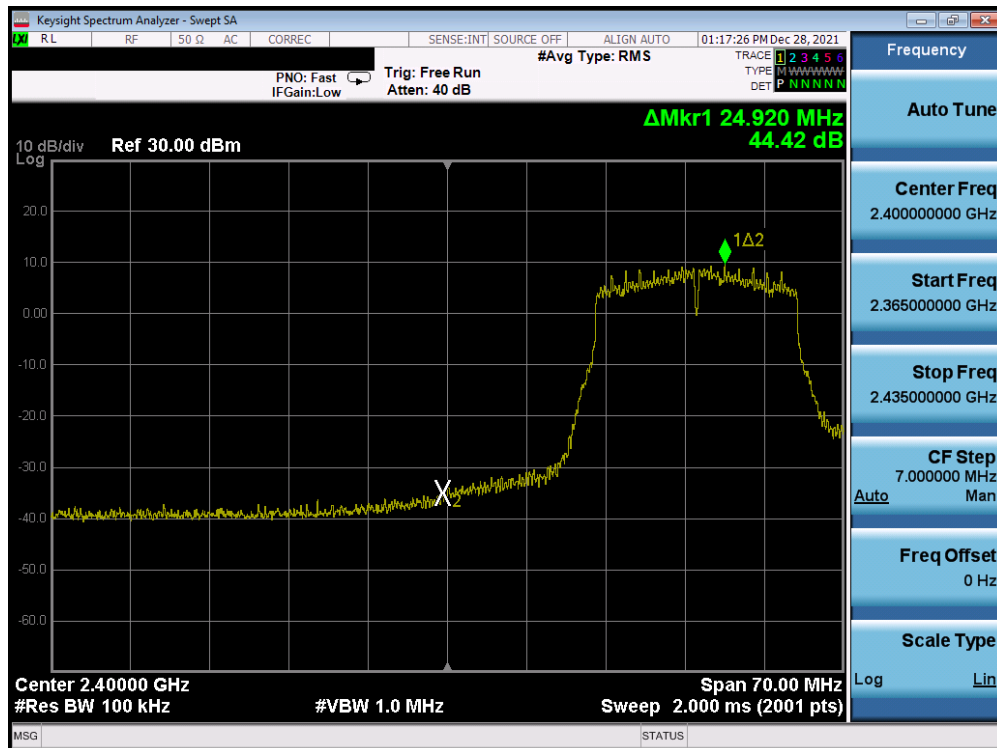 Keysight Spectrum Analyzer - Swept SA
LXI RL RF 50 Ω AC CORREC SENSE:INT SOURCE OFF ALIGN AUTO 01:17:26 PM Dec 28, 2021
PNO: Fast
IFGain:Low
Trig: Free Run
Atten: 40 dB
#Avg Type: RMS
TRACE 1 2 3 4 5 6
TYPE M W W W W W
DET P N N N N N
ΔMkr1 24.920 MHz
44.42 dB
10 dB/div
Log
Ref 30.00 dBm
20.0
10.0
0.00
-10.0
-20.0
-30.0
-40.0
-50.0
-60.0
1Δ2
X2
Center 2.40000 GHz
#Res BW 100 kHz
#VBW 1.0 MHz
Span 70.00 MHz
Sweep 2.000 ms (2001 pts)
MSG
STATUS
Frequency
Auto Tune
Center Freq
2.400000000 GHz
Start Freq
2.365000000 GHz
Stop Freq
2.435000000 GHz
CF Step
7.000000 MHz
Auto Man
Freq Offset
0 Hz
Scale Type
Log Lin